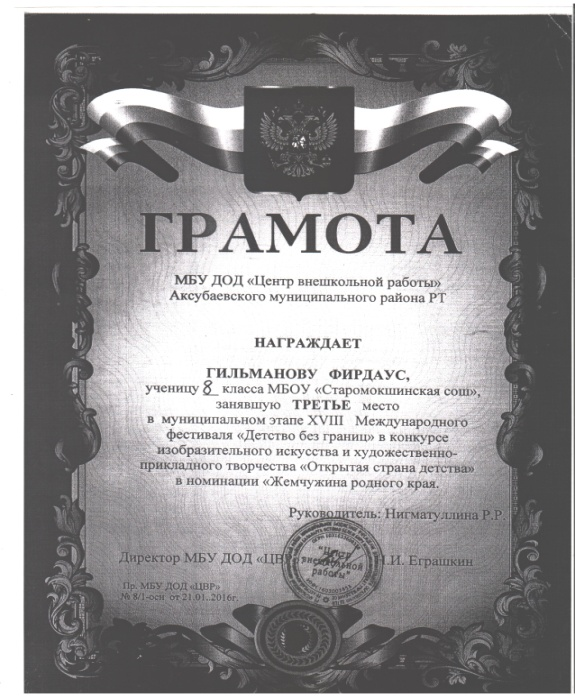 ГРАМОТА
МБУ ДОД «Центр внешкольной работы»
Аксубаевского муниципального района РТ
НАГРАЖДАЕТ
ГИЛЬМАНОВУ ФИРДАУС,
ученицу 8 класса МБОУ «Старомокшинская сош»,
занявшую ТРЕТЬЕ место
в муниципальном этапе XVIII Международного
фестиваля «Детство без границ» в конкурсе
изобразительного искусства и художественно-
прикладного творчества «Открытая страна детства»
в номинации «Жемчужина родного края.
Руководитель: Нигматуллина Р.Р.
Директор МБУ ДОД «ЦВР» Н.И. Еграшкин
"Центр
внешкольной
работы"
Пр. МБУ ДОД «ЦВР»
№ 8/1-осн от 21.01..2016г.